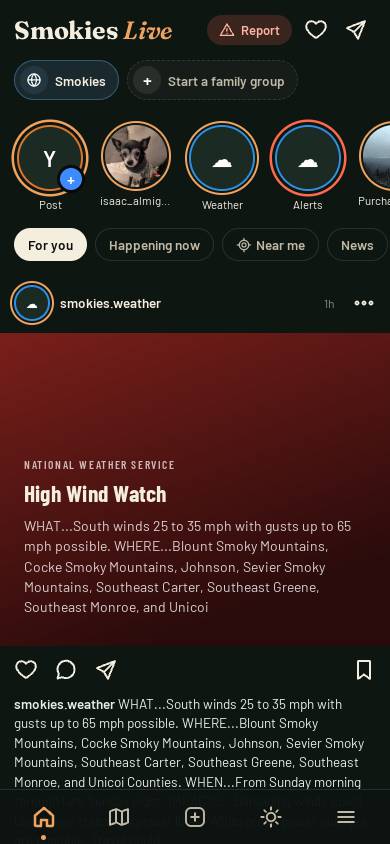 Smokies Live
Report
Smokies
+ Start a family group
Y
+
Post
isaac_almig...
Weather
Alerts
Purcha
For you
Happening now
Near me
News
smokies.weather
1h
NATIONAL WEATHER SERVICE
High Wind Watch
WHAT...South winds 25 to 35 mph with gusts up to 65
mph possible. WHERE...Blount Smoky Mountains,
Cocke Smoky Mountains, Johnson, Sevier Smoky
Mountains, Southeast Carter, Southeast Greene,
Southeast Monroe, and Unicoi
smokies.weather WHAT...South winds 25 to 35 mph with
gusts up to 65 mph possible. WHERE...Blount Smoky
Mountains, Cocke Smoky Mountains, Johnson, Sevier Smoky
Mountains, Southeast Carter, Southeast Greene, Southeast
Monroe, and Unicoi Counties. WHEN...From Sunday morning